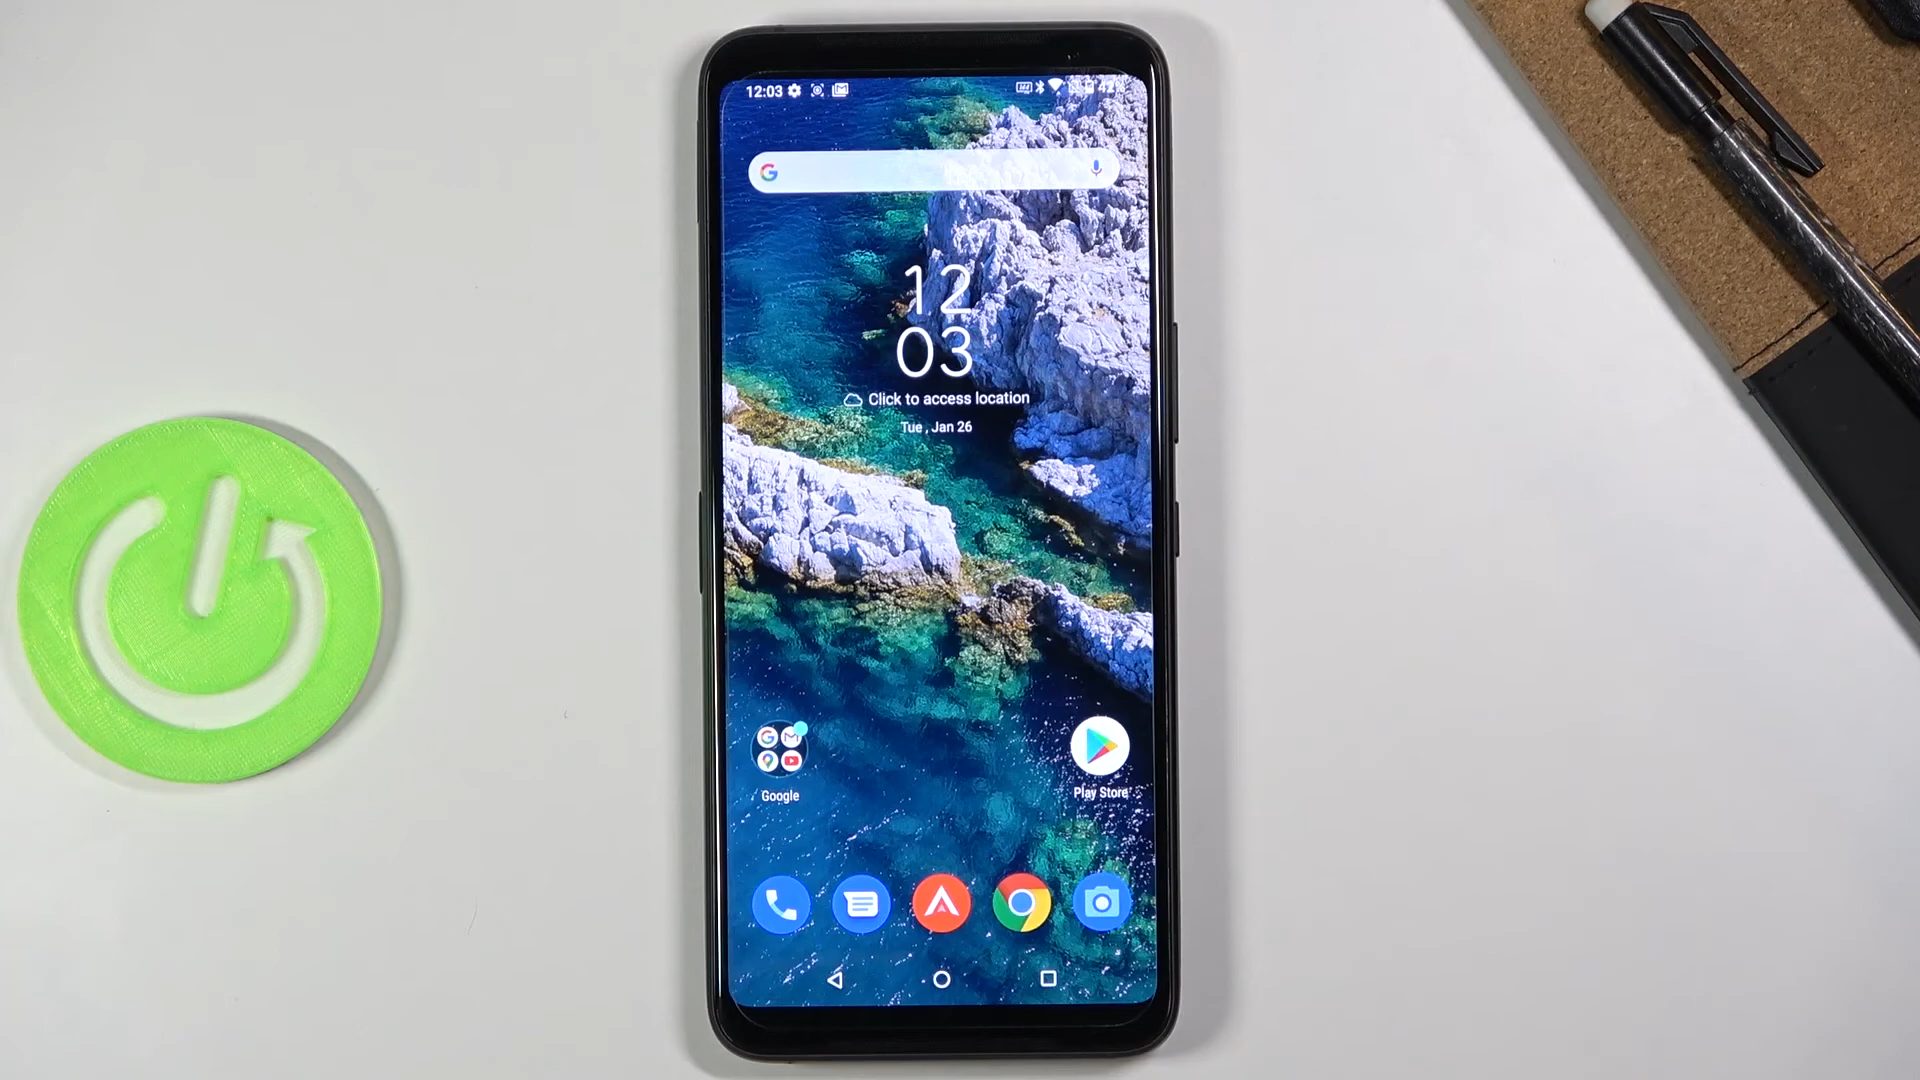 12:03
12
03
Click to access location
Tue , Jan 26
Google
Play Store